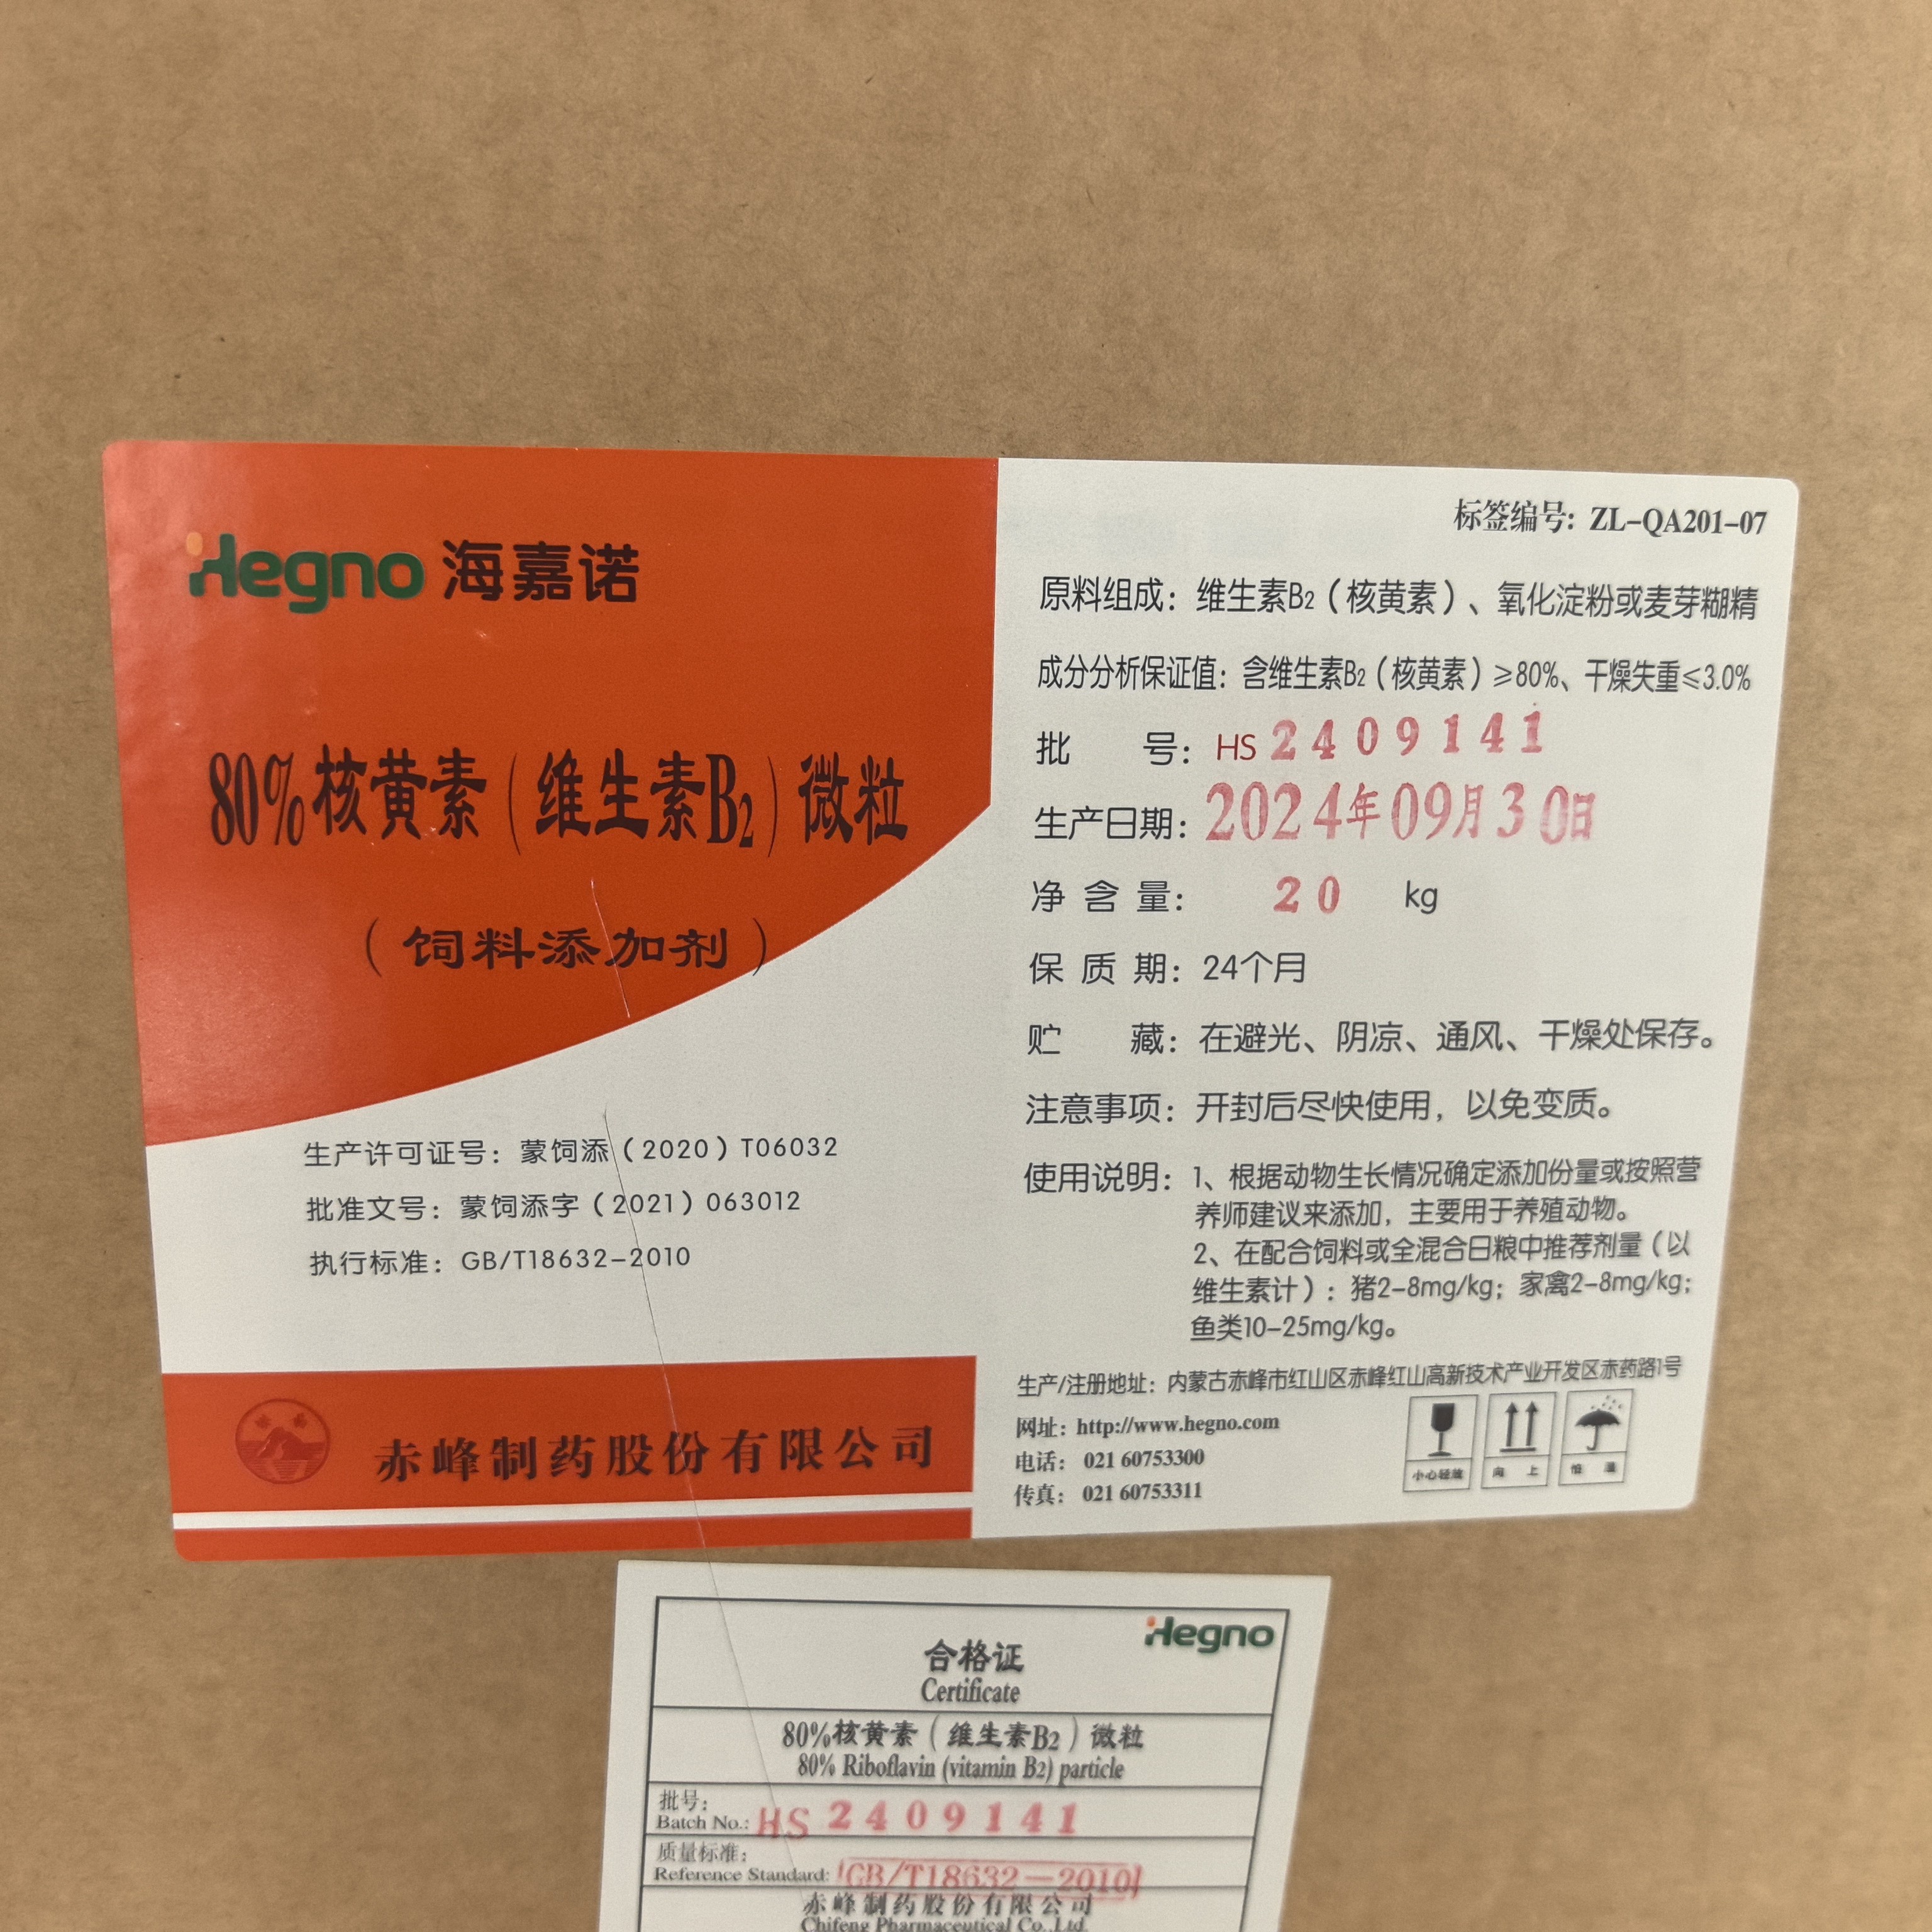 Hegno 海嘉诺
80%核黄素（维生素B₂）微粒
（饲料添加剂）
生产许可证号：蒙饲添（2020）T06032
批准文号：蒙饲添字（2021）063012
执行标准：GB/T18632-2010
赤峰制药股份有限公司
标签编号：ZL-QA201-07
原料组成：维生素B₂（核黄素）、氧化淀粉或麦芽糊精
成分分析保证值：含维生素B₂（核黄素）≥80%、干燥失重≤3.0%
批 号：HS 2409141
生产日期：2024年09月30日
净含量： 20 kg
保质期：24个月
贮 藏：在避光、阴凉、通风、干燥处保存。
注意事项：开封后尽快使用，以免变质。
使用说明：1、根据动物生长情况确定添加份量或按照营
养师建议来添加，主要用于养殖动物。
2、在配合饲料或全混合日粮中推荐剂量（以
维生素计）：猪2-8mg/kg；家禽2-8mg/kg；
鱼类10-25mg/kg。
生产/注册地址：内蒙古赤峰市红山区赤峰红山高新技术产业开发区赤药路1号
网址：http://www.hegno.com
电话： 021 60753300
传真： 021 60753311
小心轻放 向上 怕湿
Hegno
合格证
Certificate
80%核黄素（维生素B₂）微粒
80% Riboflavin (vitamin B2) particle
批号：
Batch No.: HS 2409141
质量标准：
Reference Standard: GB/T18632-2010
赤峰制药股份有限公司
Chifeng Pharmaceutical Co.,Ltd.